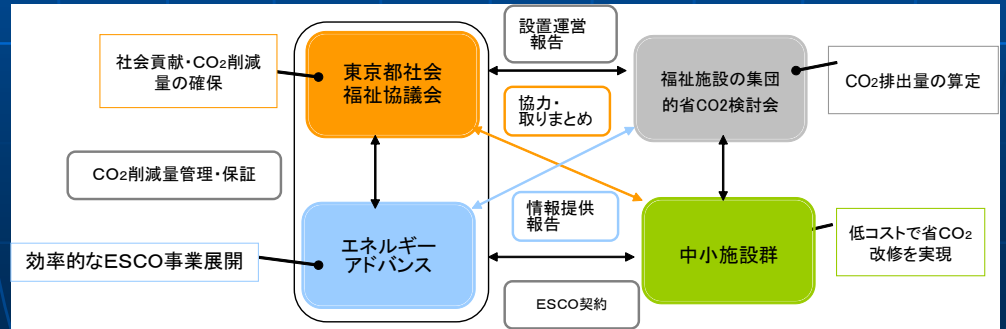 設置運営
報告
社会貢献・CO₂削減
量の確保
東京都社会
福祉協議会
福祉施設の集団
的省CO2検討会
CO₂排出量の算定
協力・
取りまとめ
CO₂削減量管理・保証
情報提供
報告
エネルギー
アドバンス
中小施設群
低コストで省CO₂
改修を実現
効率的なESCO事業展開
ESCO契約